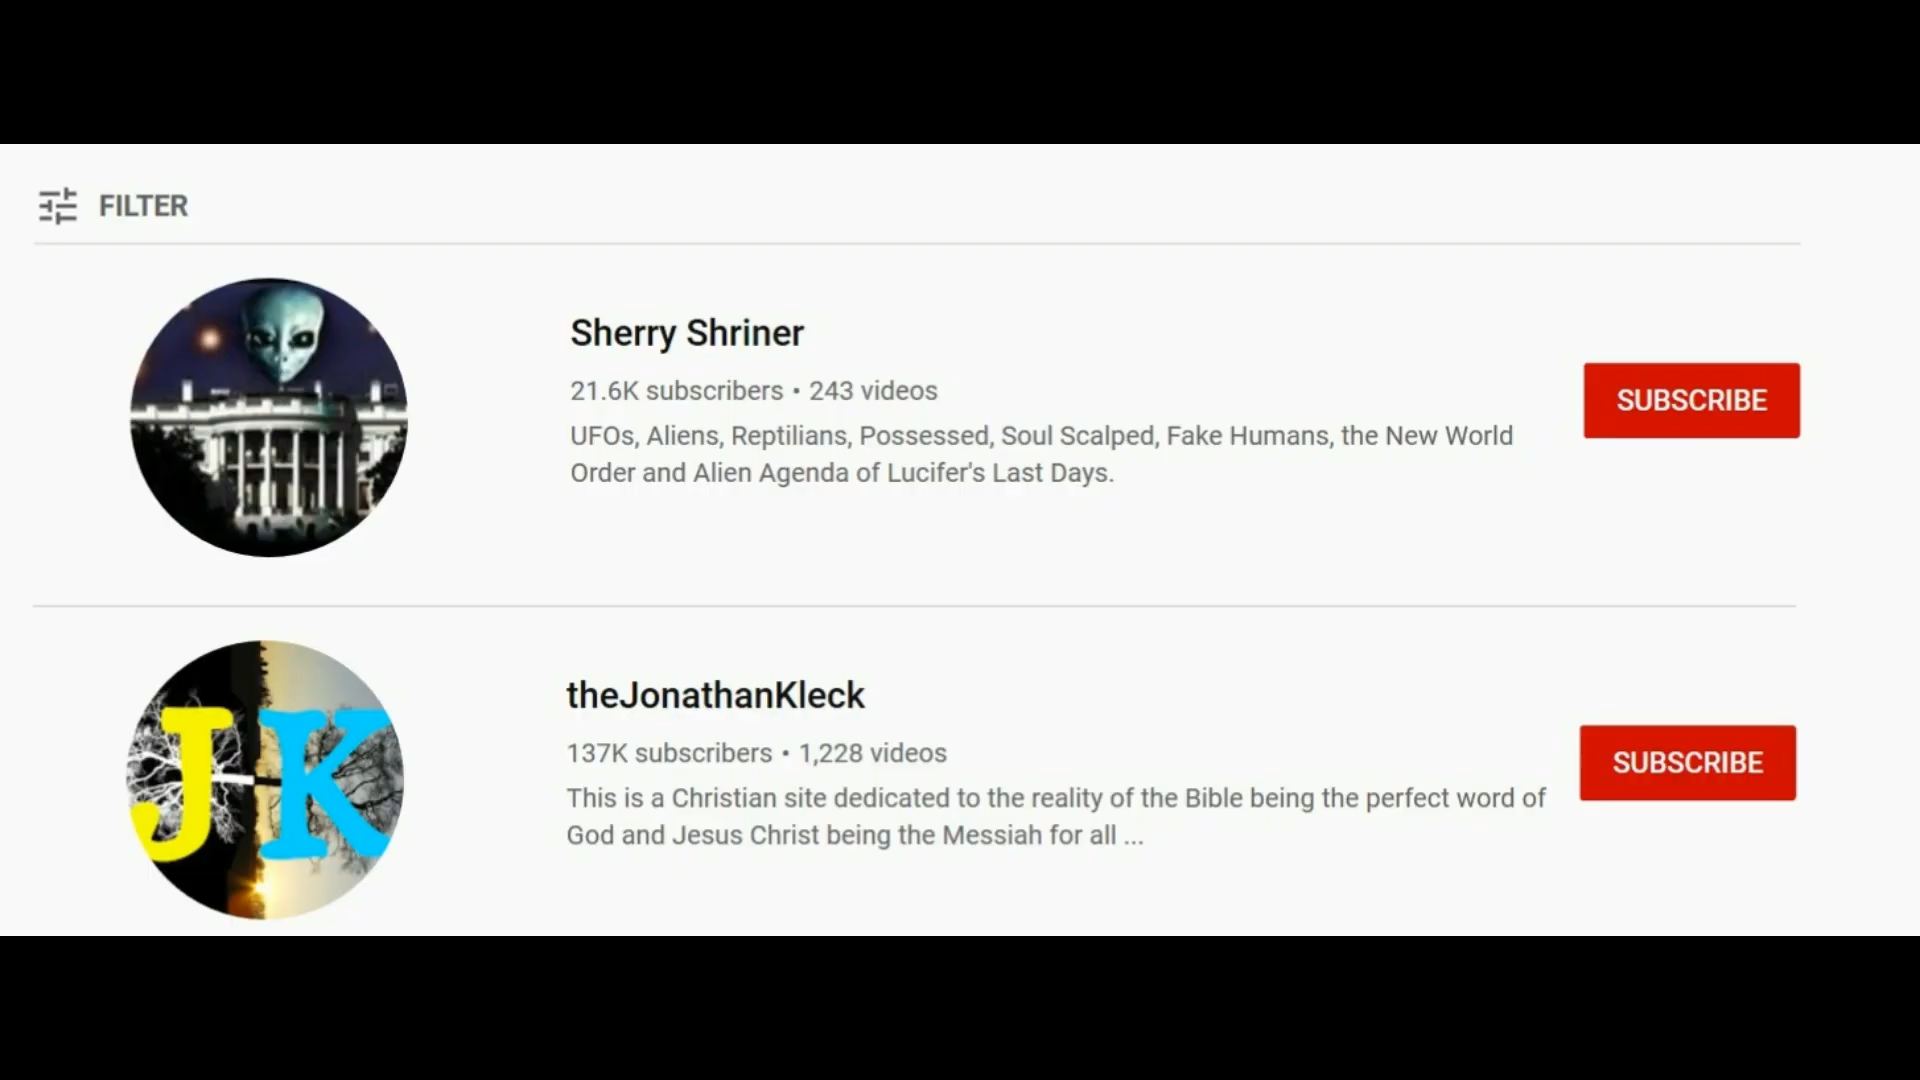 FILTER
Sherry Shriner
21.6K subscribers • 243 videos
UFOs, Aliens, Reptilians, Possessed, Soul Scalped, Fake Humans, the New World
Order and Alien Agenda of Lucifer's Last Days.
SUBSCRIBE
JK
theJonathanKleck
137K subscribers • 1,228 videos
This is a Christian site dedicated to the reality of the Bible being the perfect word of
God and Jesus Christ being the Messiah for all ...
SUBSCRIBE